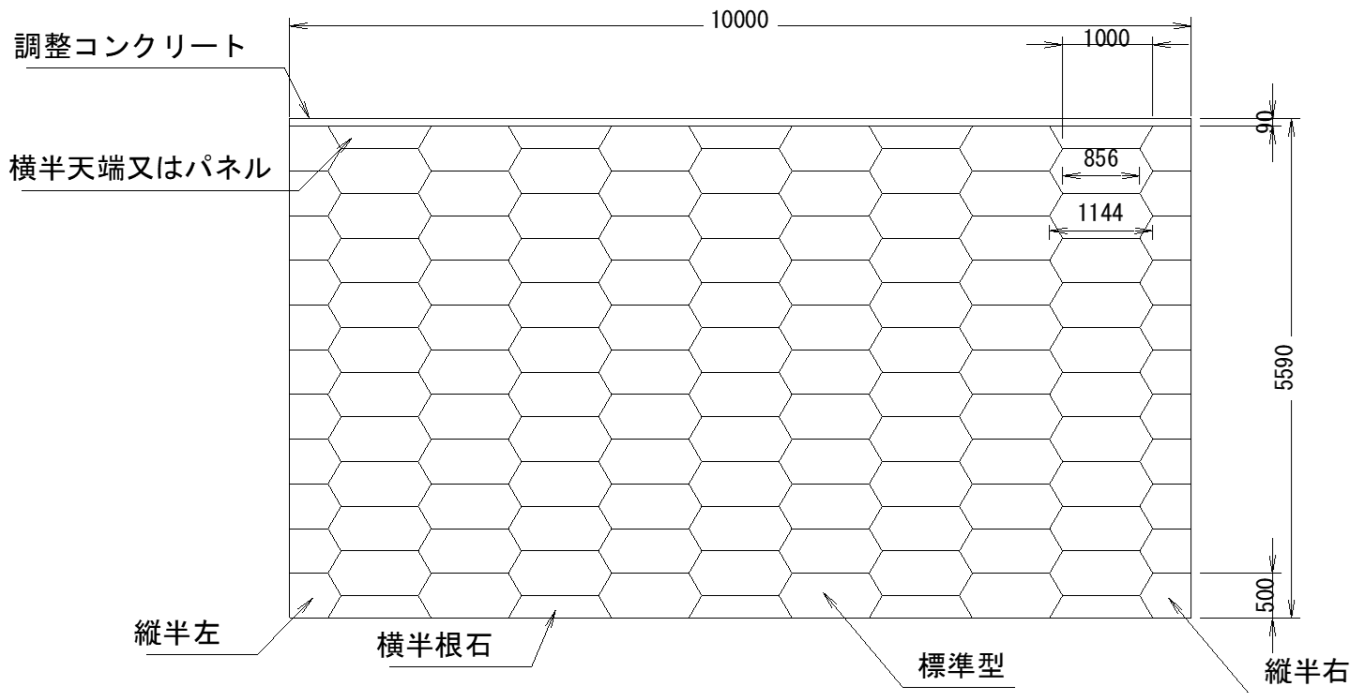 10000
1000
調整コンクリート
90
横半天端又はパネル
856
1144
5590
500
縦半左
横半根石
標準型
縦半右